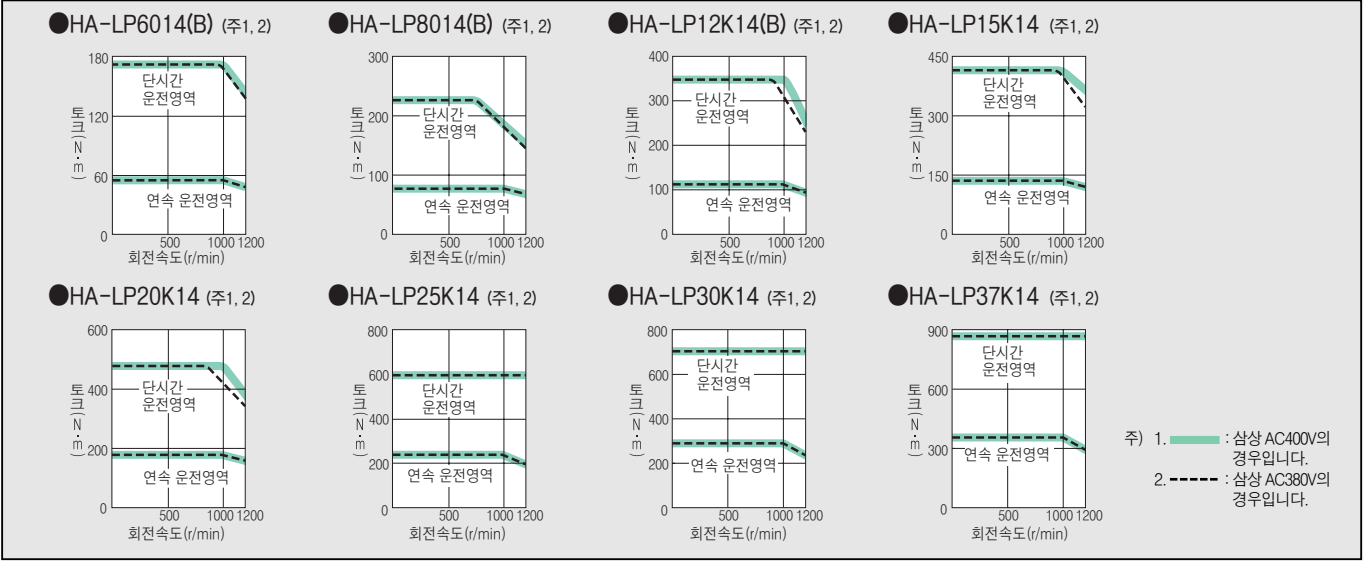 ●HA-LP6014(B) (주1, 2)
180
120
60
0
토크(N·m)
단시간
운전영역
연속 운전영역
500 1000 1200
회전속도(r/min)
●HA-LP8014(B) (주1, 2)
300
200
100
0
토크(N·m)
단시간
운전영역
연속 운전영역
500 1000 1200
회전속도(r/min)
●HA-LP12K14(B) (주1, 2)
400
300
200
100
0
토크(N·m)
단시간
운전영역
연속 운전영역
500 1000 1200
회전속도(r/min)
●HA-LP15K14 (주1, 2)
450
300
150
0
토크(N·m)
단시간
운전영역
연속 운전영역
500 1000 1200
회전속도(r/min)
●HA-LP20K14 (주1, 2)
600
400
200
0
토크(N·m)
단시간
운전영역
연속 운전영역
500 1000 1200
회전속도(r/min)
●HA-LP25K14 (주1, 2)
800
600
400
200
0
토크(N·m)
단시간
운전영역
연속 운전영역
500 1000 1200
회전속도(r/min)
●HA-LP30K14 (주1, 2)
800
600
400
200
0
토크(N·m)
단시간
운전영역
연속 운전영역
500 1000 1200
회전속도(r/min)
●HA-LP37K14 (주1, 2)
900
600
300
0
토크(N·m)
단시간
운전영역
연속 운전영역
500 1000 1200
회전속도(r/min)
주) 1. : 삼상 AC400V의
경우입니다.
2. : 삼상 AC380V의
경우입니다.